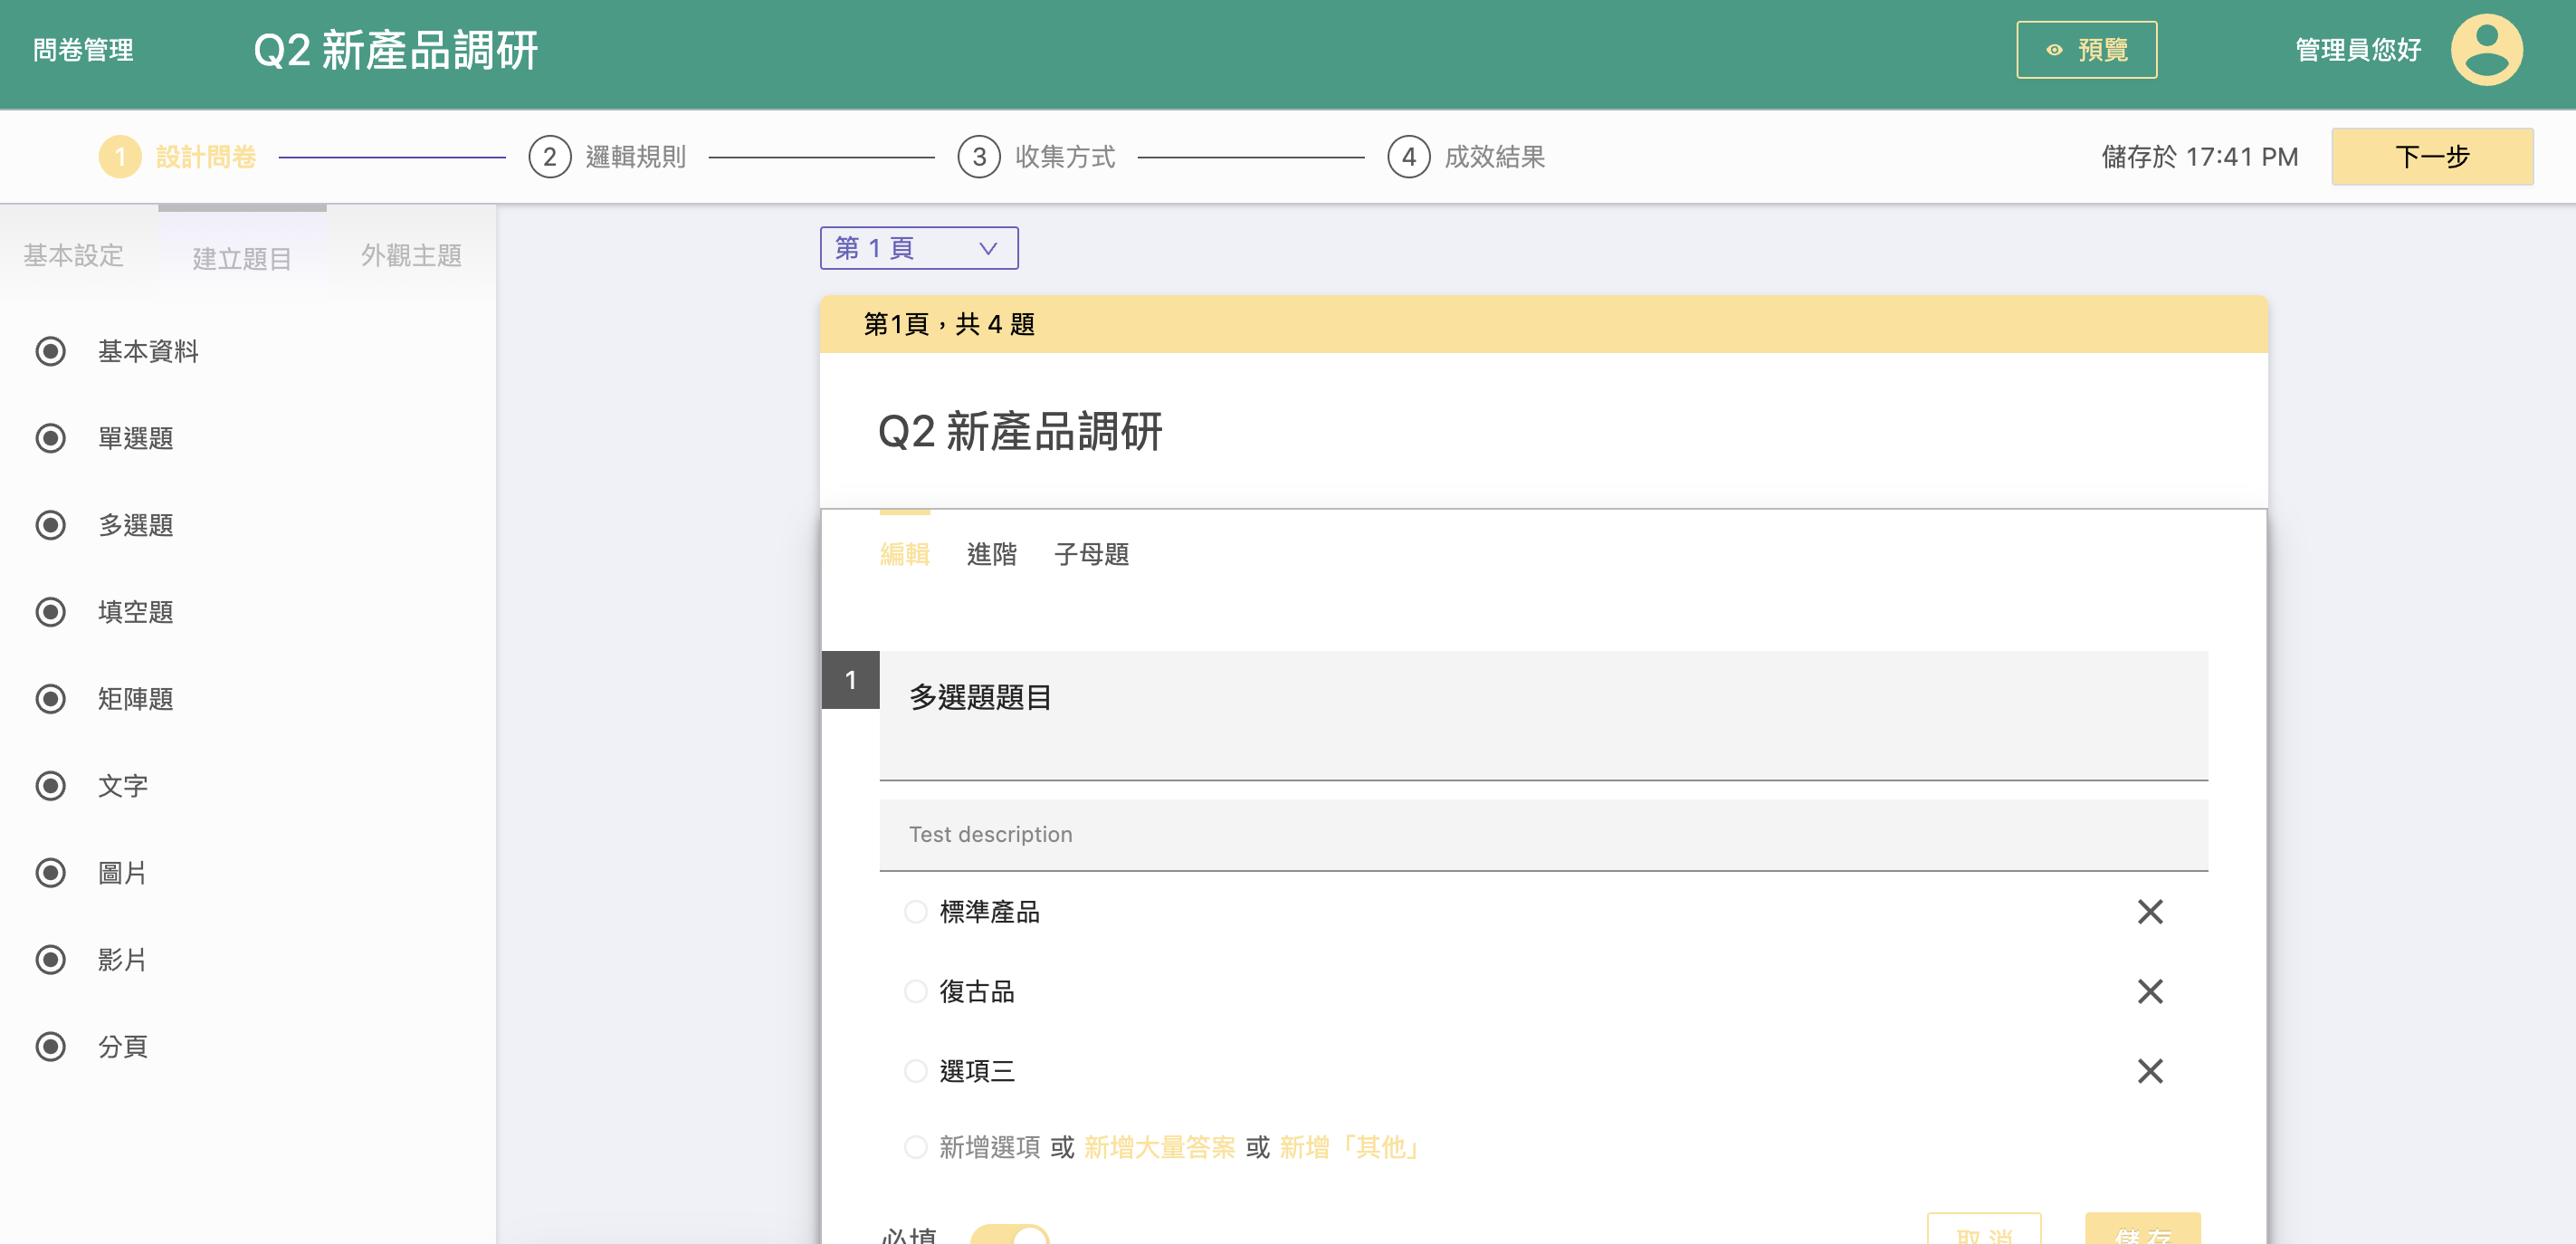 問卷管理
Q2 新產品調研
預覽
管理員您好
1 設計問卷
2 邏輯規則
3 收集方式
4 成效結果
儲存於 17:41 PM
下一步
基本設定
建立題目
外觀主題
基本資料
單選題
多選題
填空題
矩陣題
文字
圖片
影片
分頁
第 1 頁
第1頁，共 4 題
Q2 新產品調研
編輯
進階
子母題
1
多選題題目
Test description
標準產品
復古品
選項三
新增選項 或 新增大量答案 或 新增「其他」
必填
取消
儲存